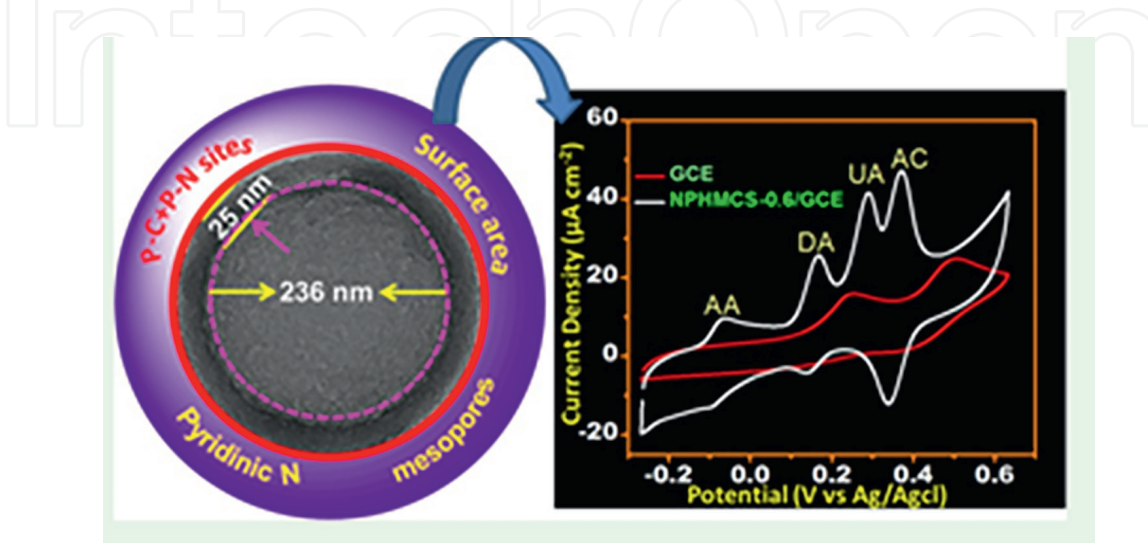 IntechOpen
P-C+P-N sites
Surface area
25 nm
236 nm
Pyridinic N
mesopores
60
40
20
0
-20
Current Density (µA cm⁻²)
GCE
NPHMCS-0.6/GCE
AA
DA
UA
AC
-0.2
0.0
0.2
0.4
0.6
Potential (V vs Ag/Agcl)